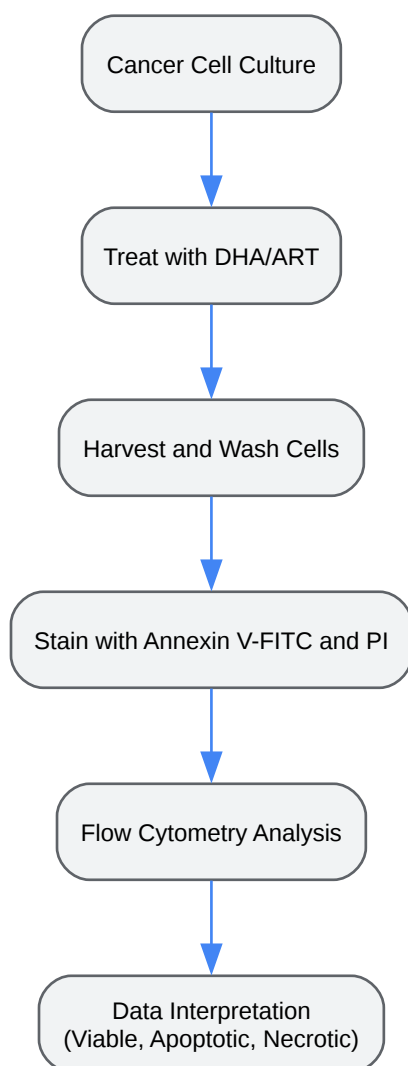 Cancer Cell Culture
Treat with DHA/ART
Harvest and Wash Cells
Stain with Annexin V-FITC and PI
Flow Cytometry Analysis
Data Interpretation
(Viable, Apoptotic, Necrotic)